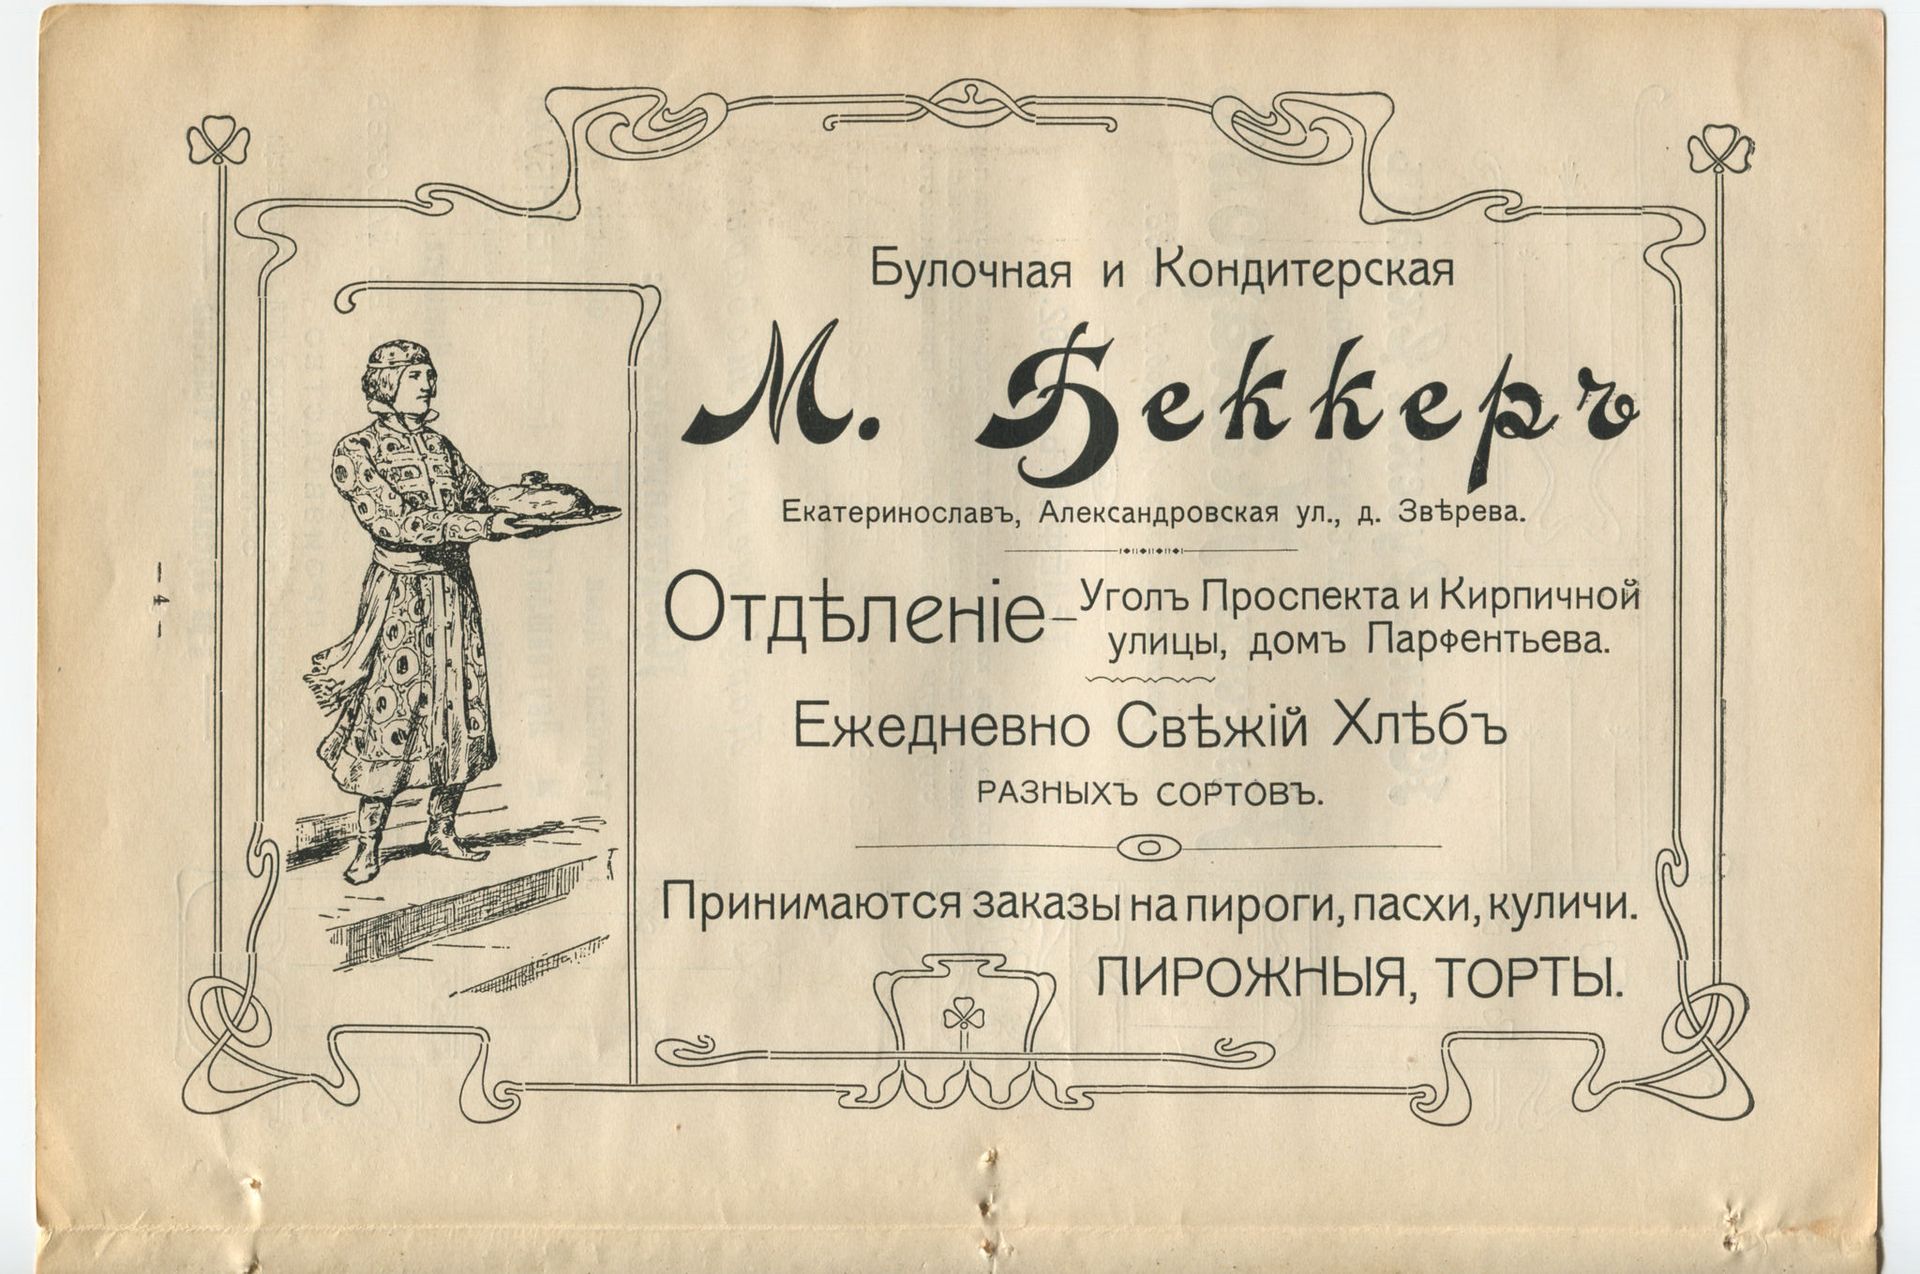 Булочная и Кондитерская
М. Беккеръ
Екатеринославъ, Александровская ул., д. Звѣрева.
Отдѣленіе - Уголъ Проспекта и Кирпичной
улицы, домъ Парфентьева.
Ежедневно Свѣжій Хлѣбъ
РАЗНЫХЪ СОРТОВЪ.
Принимаются заказы на пироги, пасхи, куличи.
ПИРОЖНЫЯ, ТОРТЫ.
— 4 —